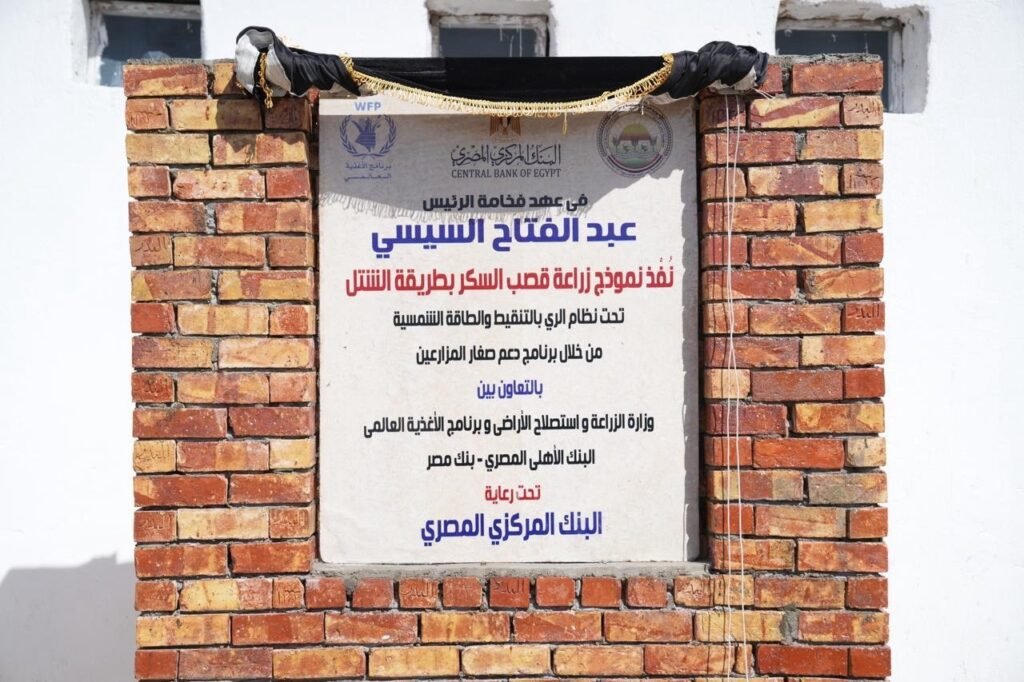 WFP
برنامج الأغذية
العالمي
البنك المركزي المصري
CENTRAL BANK OF EGYPT
فى عهد فخامة الرئيس
عبد الفتاح السيسي
نُفذ نموذج زراعة قصب السكر بطريقة الشتل
تحت نظام الري بالتنقيط والطاقة الشمسية
من خلال برنامج دعم صغار المزارعين
بالتعاون بين
وزارة الزراعة و استصلاح الأراضى و برنامج الأغذية العالمى
البنك الأهلى المصري - بنك مصر
تحت رعاية
البنك المركزي المصري